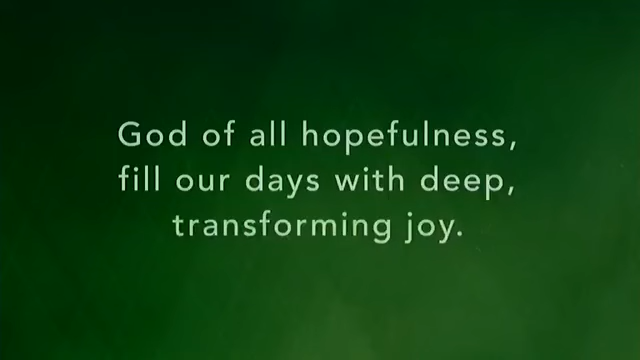 God of all hopefulness,
fill our days with deep,
transforming joy.